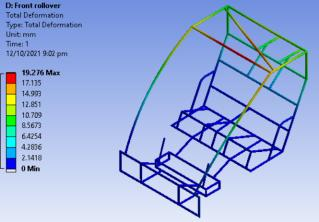 D: Front rollover
Total Deformation
Type: Total Deformation
Unit: mm
Time: 1
12/10/2021 9:02 pm
19.276 Max
17.135
14.993
12.851
10.709
8.5673
6.4254
4.2836
2.1418
0 Min